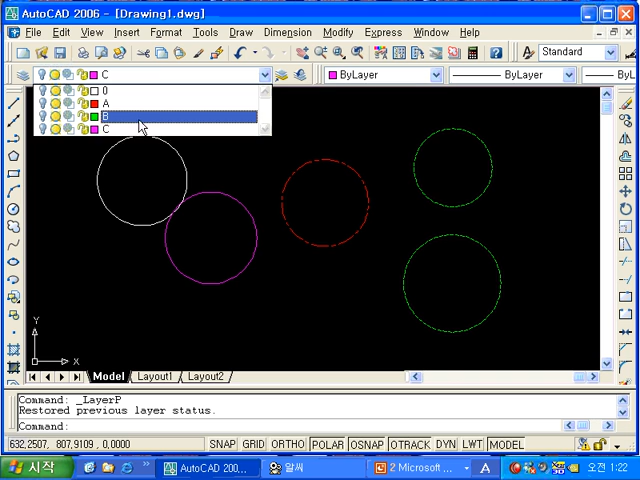 AutoCAD 2006 - [Drawing1.dwg]
File Edit View Insert Format Tools Draw Dimension Modify Express Window Help
Standard
C
ByLayer
ByLayer
ByL
0
A
B
C
Y
X
Model
Layout1
Layout2
Command: _LayerP
Restored previous layer status.
Command:
632,2507, 807,9109 , 0,0000
SNAP GRID ORTHO POLAR OSNAP OTRACK DYN LWT MODEL
시작
AutoCAD 200...
알씨
2 Microsoft ...
A
오전 1:22